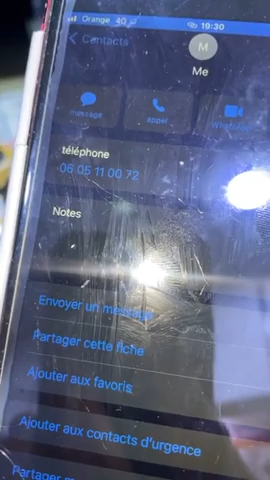 Orange 4G 19:30
Contacts
M
Me
message
appel
téléphone
06 05 11 00 72
Notes
Envoyer un message
Partager cette fiche
Ajouter aux favoris
Ajouter aux contacts d'urgence
Partager